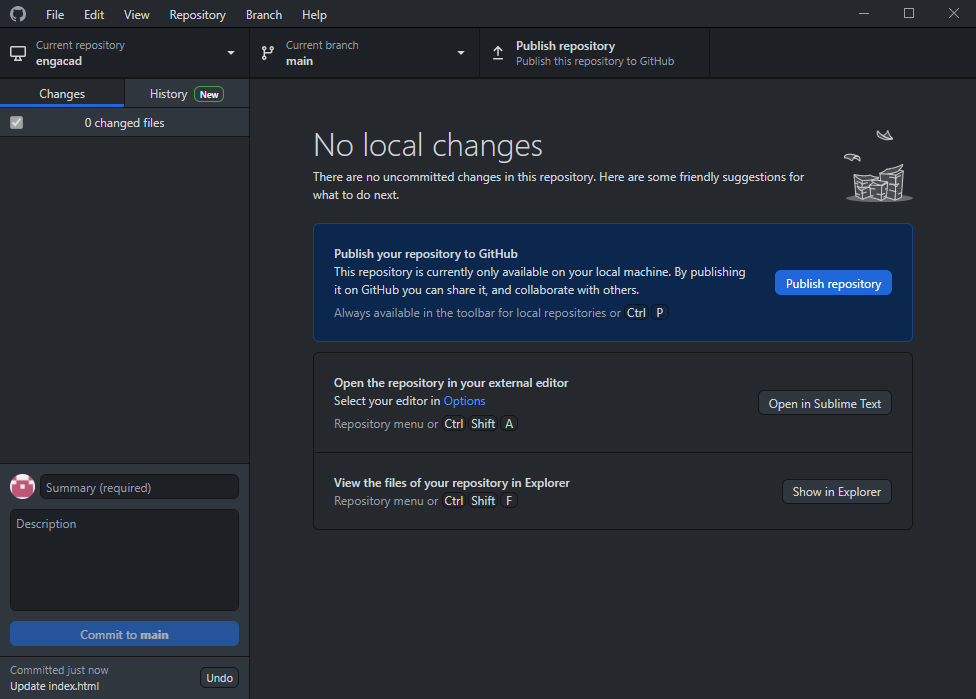 File Edit View Repository Branch Help
Current repository
engacad
Current branch
main
Publish repository
Publish this repository to GitHub
Changes
History New
0 changed files
No local changes
There are no uncommitted changes in this repository. Here are some friendly suggestions for
what to do next.
Publish your repository to GitHub
This repository is currently only available on your local machine. By publishing
it on GitHub you can share it, and collaborate with others.
Always available in the toolbar for local repositories or Ctrl P
Publish repository
Open the repository in your external editor
Select your editor in Options
Repository menu or Ctrl Shift A
Open in Sublime Text
View the files of your repository in Explorer
Repository menu or Ctrl Shift F
Show in Explorer
Summary (required)
Description
Commit to main
Committed just now
Update index.html
Undo